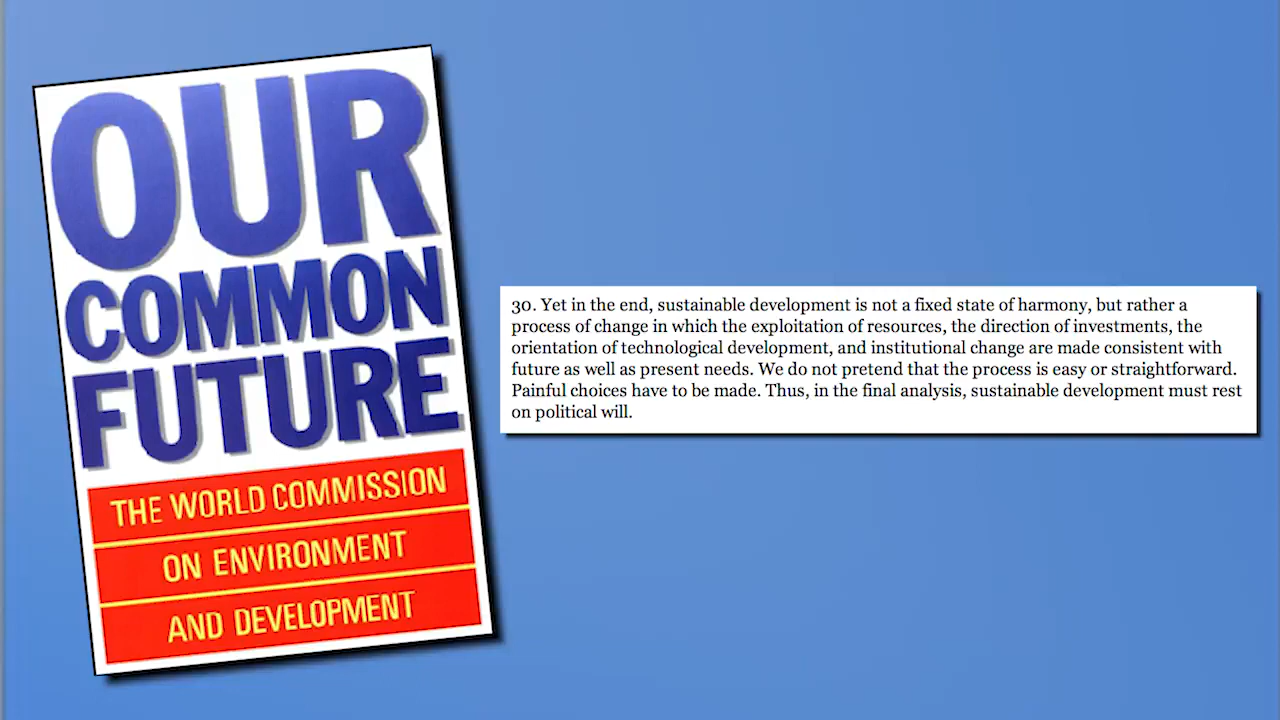 OUR
COMMON
FUTURE
THE WORLD COMMISSION
ON ENVIRONMENT
AND DEVELOPMENT
30. Yet in the end, sustainable development is not a fixed state of harmony, but rather a
process of change in which the exploitation of resources, the direction of investments, the
orientation of technological development, and institutional change are made consistent with
future as well as present needs. We do not pretend that the process is easy or straightforward.
Painful choices have to be made. Thus, in the final analysis, sustainable development must rest
on political will.